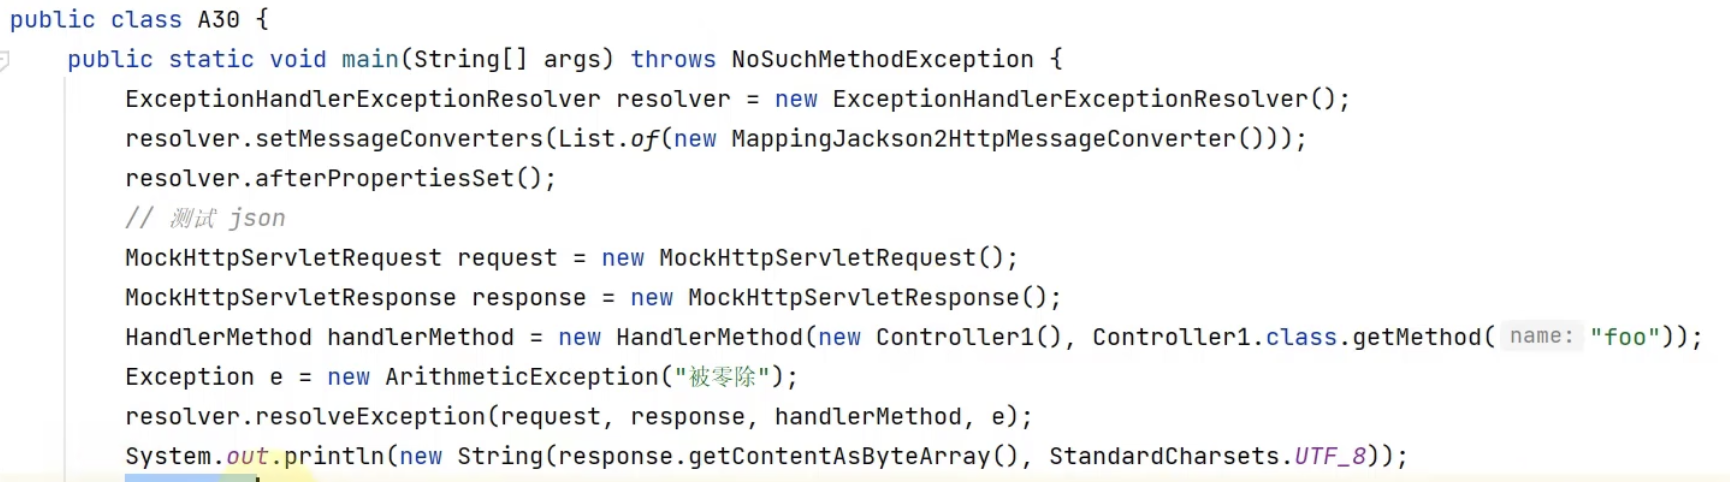 public class A30 {
public static void main(String[] args) throws NoSuchMethodException {
ExceptionHandlerExceptionResolver resolver = new ExceptionHandlerExceptionResolver();
resolver.setMessageConverters(List.of(new MappingJackson2HttpMessageConverter()));
resolver.afterPropertiesSet();
// 测试 json
MockHttpServletRequest request = new MockHttpServletRequest();
MockHttpServletResponse response = new MockHttpServletResponse();
HandlerMethod handlerMethod = new HandlerMethod(new Controller1(), Controller1.class.getMethod( name: "foo"));
Exception e = new ArithmeticException("被零除");
resolver.resolveException(request, response, handlerMethod, e);
System.out.println(new String(response.getContentAsByteArray(), StandardCharsets.UTF_8));